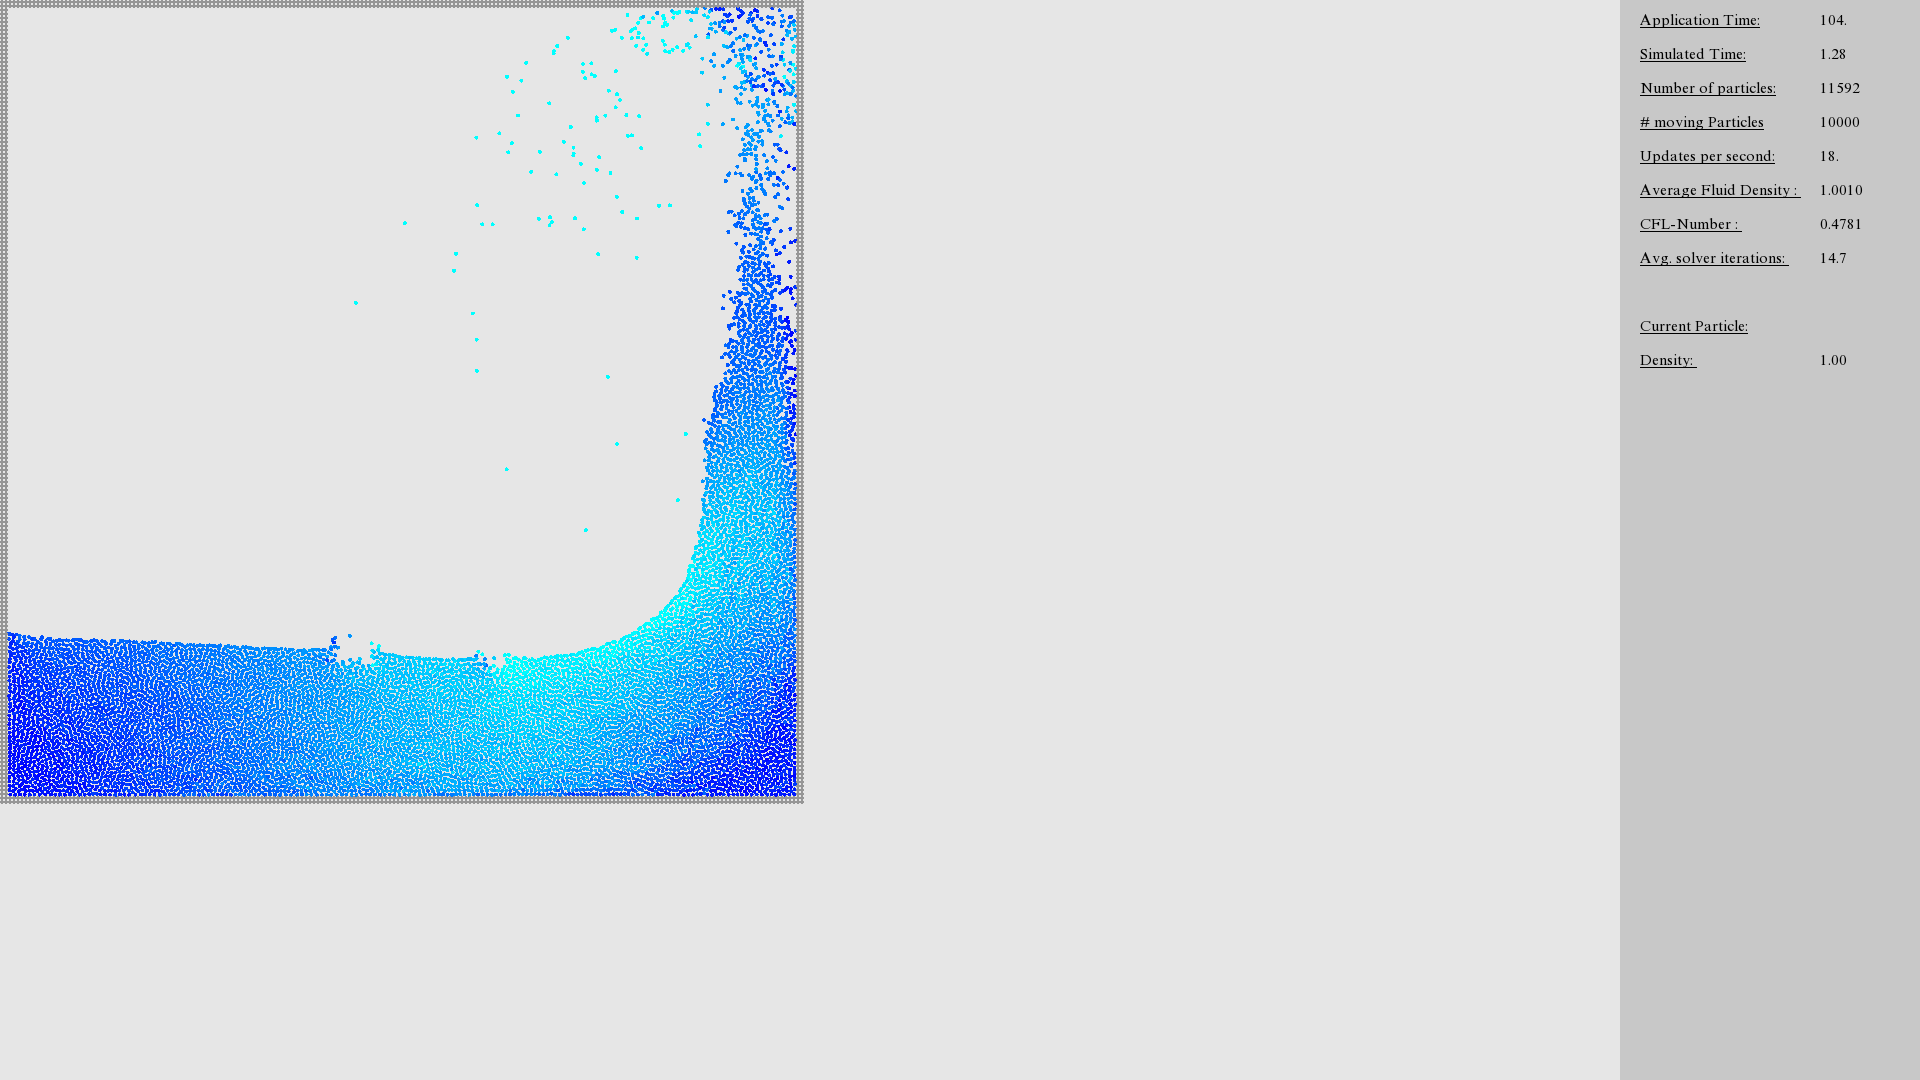 Application Time: 104.
Simulated Time: 1.28
Number of particles: 11592
# moving Particles 10000
Updates per second: 18.
Average Fluid Density : 1.0010
CFL-Number : 0.4781
Avg. solver iterations: 14.7
Current Particle:
Density: 1.00